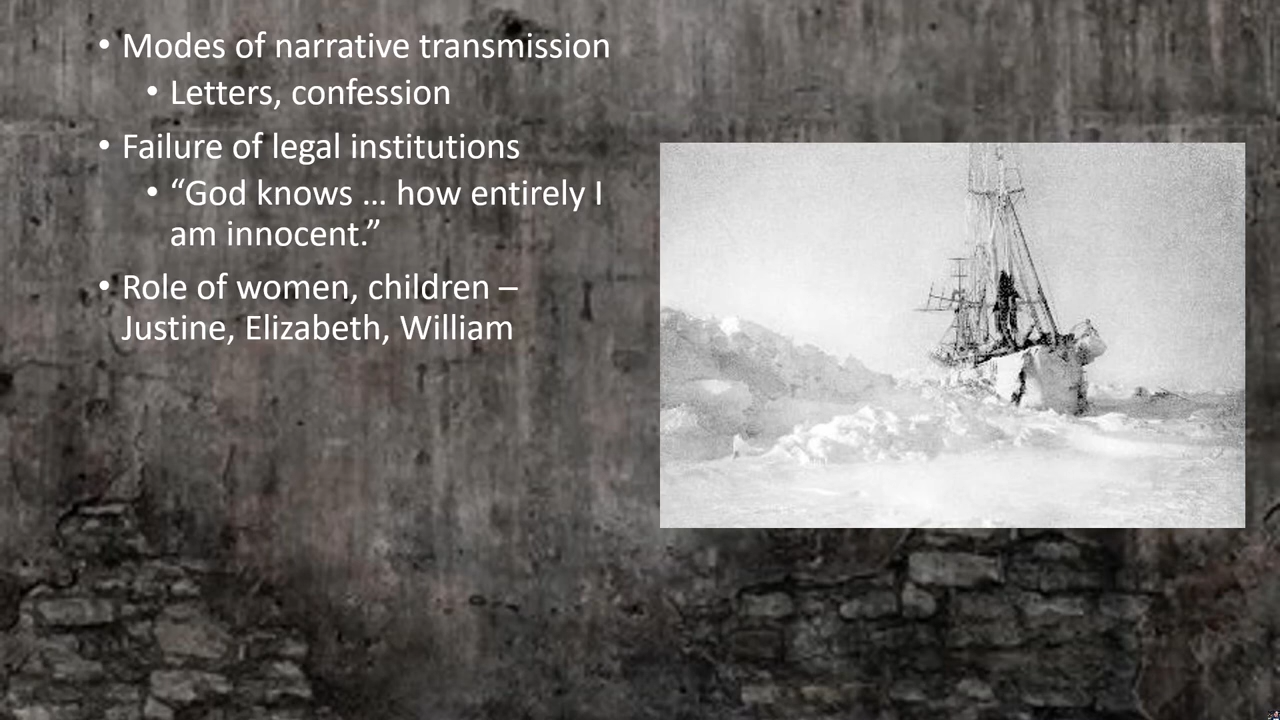 • Modes of narrative transmission
• Letters, confession
• Failure of legal institutions
• “God knows … how entirely I
am innocent.”
• Role of women, children –
Justine, Elizabeth, William